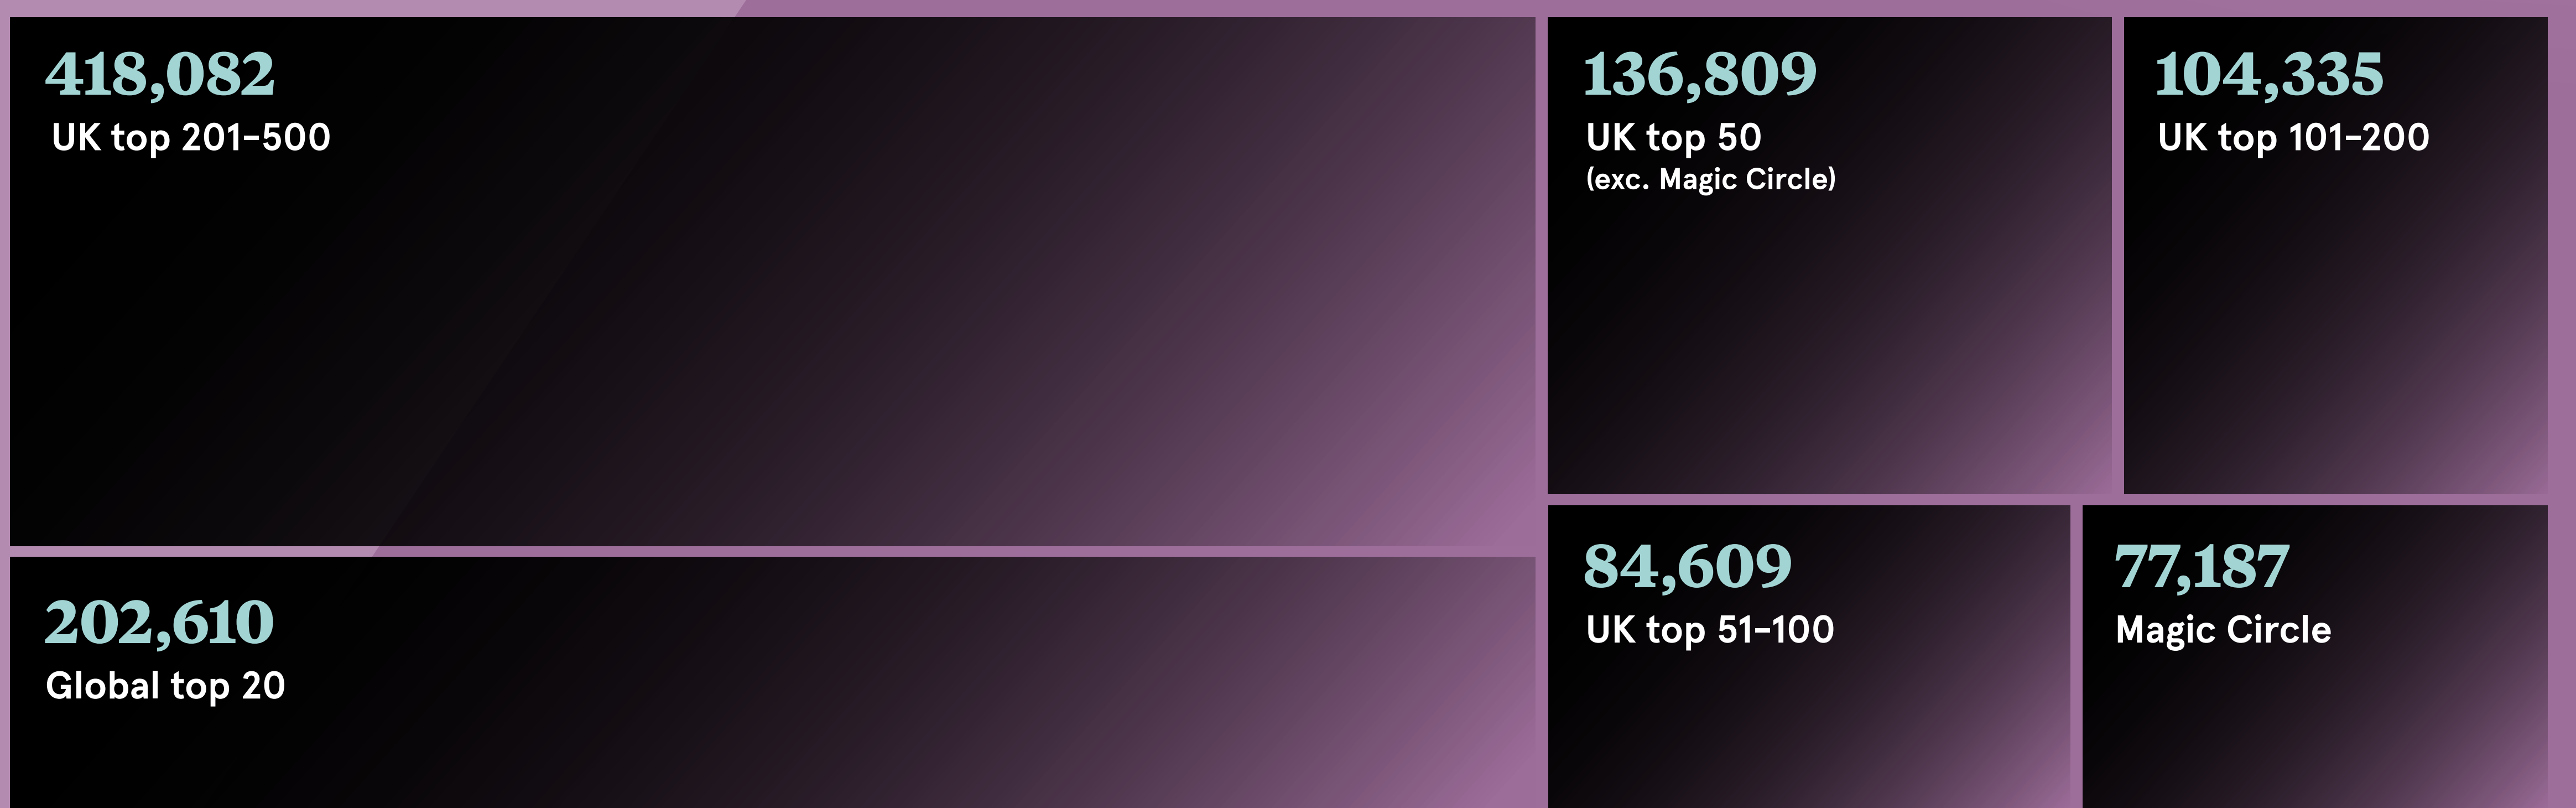 418,082
UK top 201–500
136,809
UK top 50
(exc. Magic Circle)
104,335
UK top 101–200
202,610
Global top 20
84,609
UK top 51–100
77,187
Magic Circle